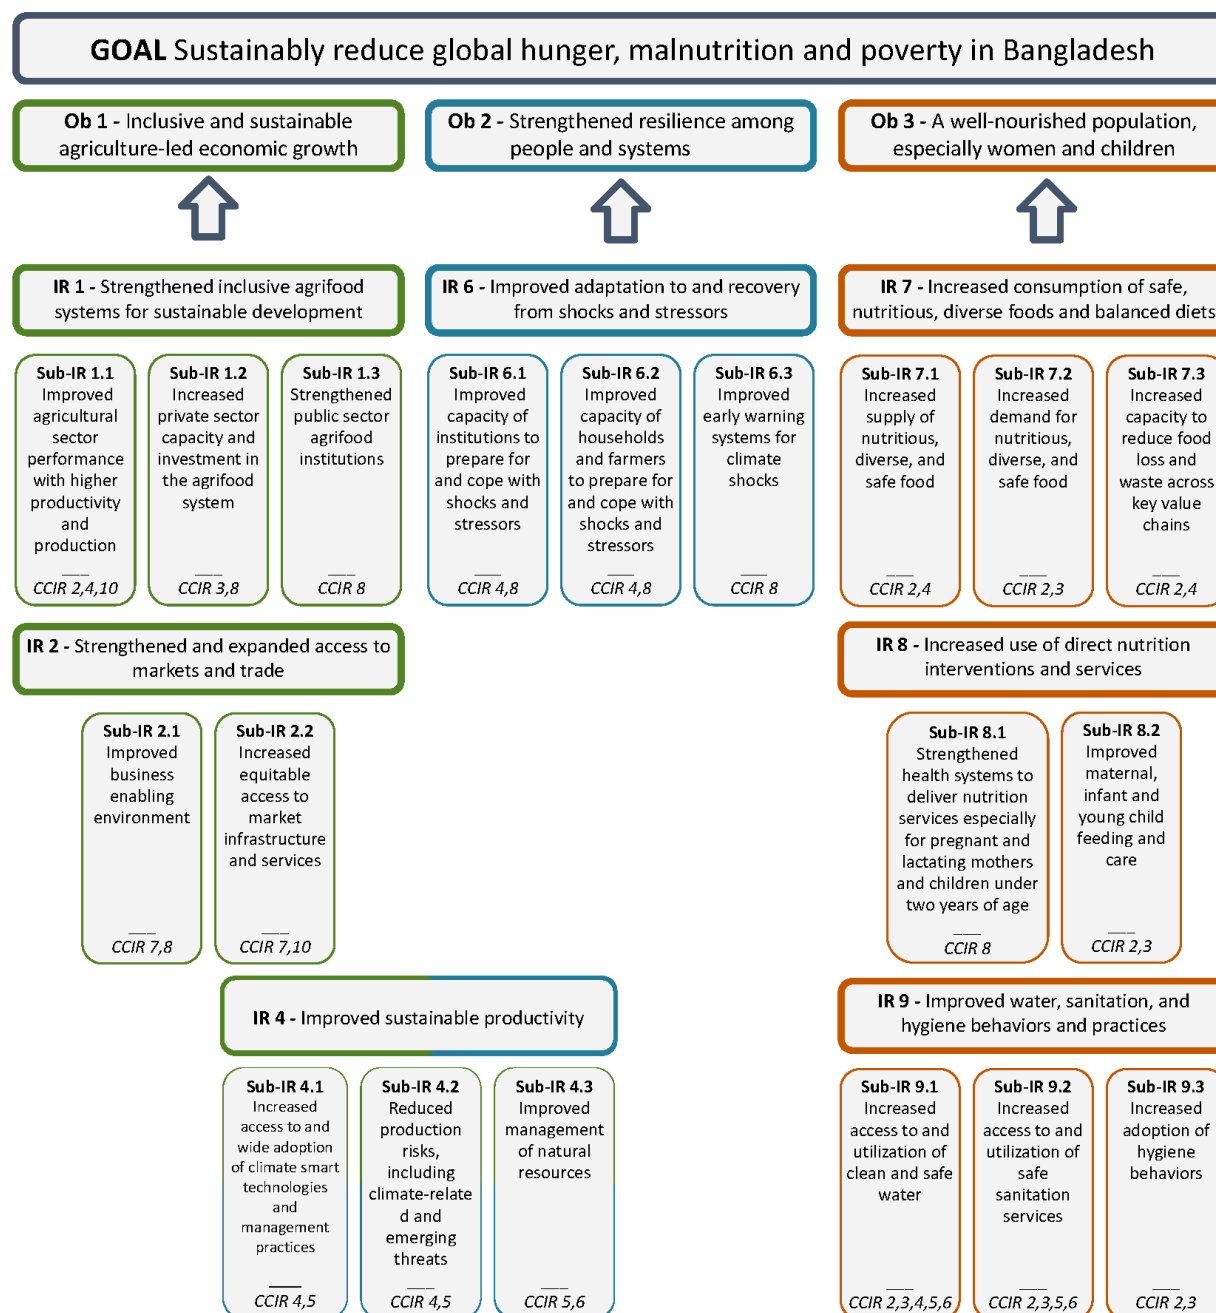 GOAL Sustainably reduce global hunger, malnutrition and poverty in Bangladesh
Ob 1 - Inclusive and sustainable
agriculture-led economic growth
Ob 2 - Strengthened resilience among
people and systems
Ob 3 - A well-nourished population,
especially women and children
IR 1 - Strengthened inclusive agrifood
systems for sustainable development
IR 6 - Improved adaptation to and recovery
from shocks and stressors
IR 7 - Increased consumption of safe,
nutritious, diverse foods and balanced diets
Sub-IR 1.1
Improved
agricultural
sector
performance
with higher
productivity
and
production
___
CCIR 2,4,10
Sub-IR 1.2
Increased
private sector
capacity and
investment in
the agrifood
system
___
CCIR 3,8
Sub-IR 1.3
Strengthened
public sector
agrifood
institutions
___
CCIR 8
Sub-IR 6.1
Improved
capacity of
institutions to
prepare for
and cope with
shocks and
stressors
___
CCIR 4,8
Sub-IR 6.2
Improved
capacity of
households
and farmers
to prepare for
and cope with
shocks and
stressors
___
CCIR 4,8
Sub-IR 6.3
Improved
early warning
systems for
climate
shocks
___
CCIR 8
Sub-IR 7.1
Increased
supply of
nutritious,
diverse, and
safe food
___
CCIR 2,4
Sub-IR 7.2
Increased
demand for
nutritious,
diverse, and
safe food
___
CCIR 2,3
Sub-IR 7.3
Increased
capacity to
reduce food
loss and
waste across
key value
chains
___
CCIR 2,4
IR 2 - Strengthened and expanded access to
markets and trade
IR 8 - Increased use of direct nutrition
interventions and services
Sub-IR 2.1
Improved
business
enabling
environment
___
CCIR 7,8
Sub-IR 2.2
Increased
equitable
access to
market
infrastructure
and services
___
CCIR 7,10
Sub-IR 8.1
Strengthened
health systems to
deliver nutrition
services especially
for pregnant and
lactating mothers
and children under
two years of age
___
CCIR 8
Sub-IR 8.2
Improved
maternal,
infant and
young child
feeding and
care
___
CCIR 2,3
IR 4 - Improved sustainable productivity
IR 9 - Improved water, sanitation, and
hygiene behaviors and practices
Sub-IR 4.1
Increased
access to and
wide adoption
of climate smart
technologies
and
management
practices
___
CCIR 4,5
Sub-IR 4.2
Reduced
production
risks,
including
climate-relate
d and
emerging
threats
___
CCIR 4,5
Sub-IR 4.3
Improved
management
of natural
resources
___
CCIR 5,6
Sub-IR 9.1
Increased
access to and
utilization of
clean and safe
water
___
CCIR 2,3,4,5,6
Sub-IR 9.2
Increased
access to and
utilization of
safe
sanitation
services
___
CCIR 2,3,5,6
Sub-IR 9.3
Increased
adoption of
hygiene
behaviors
___
CCIR 2,3